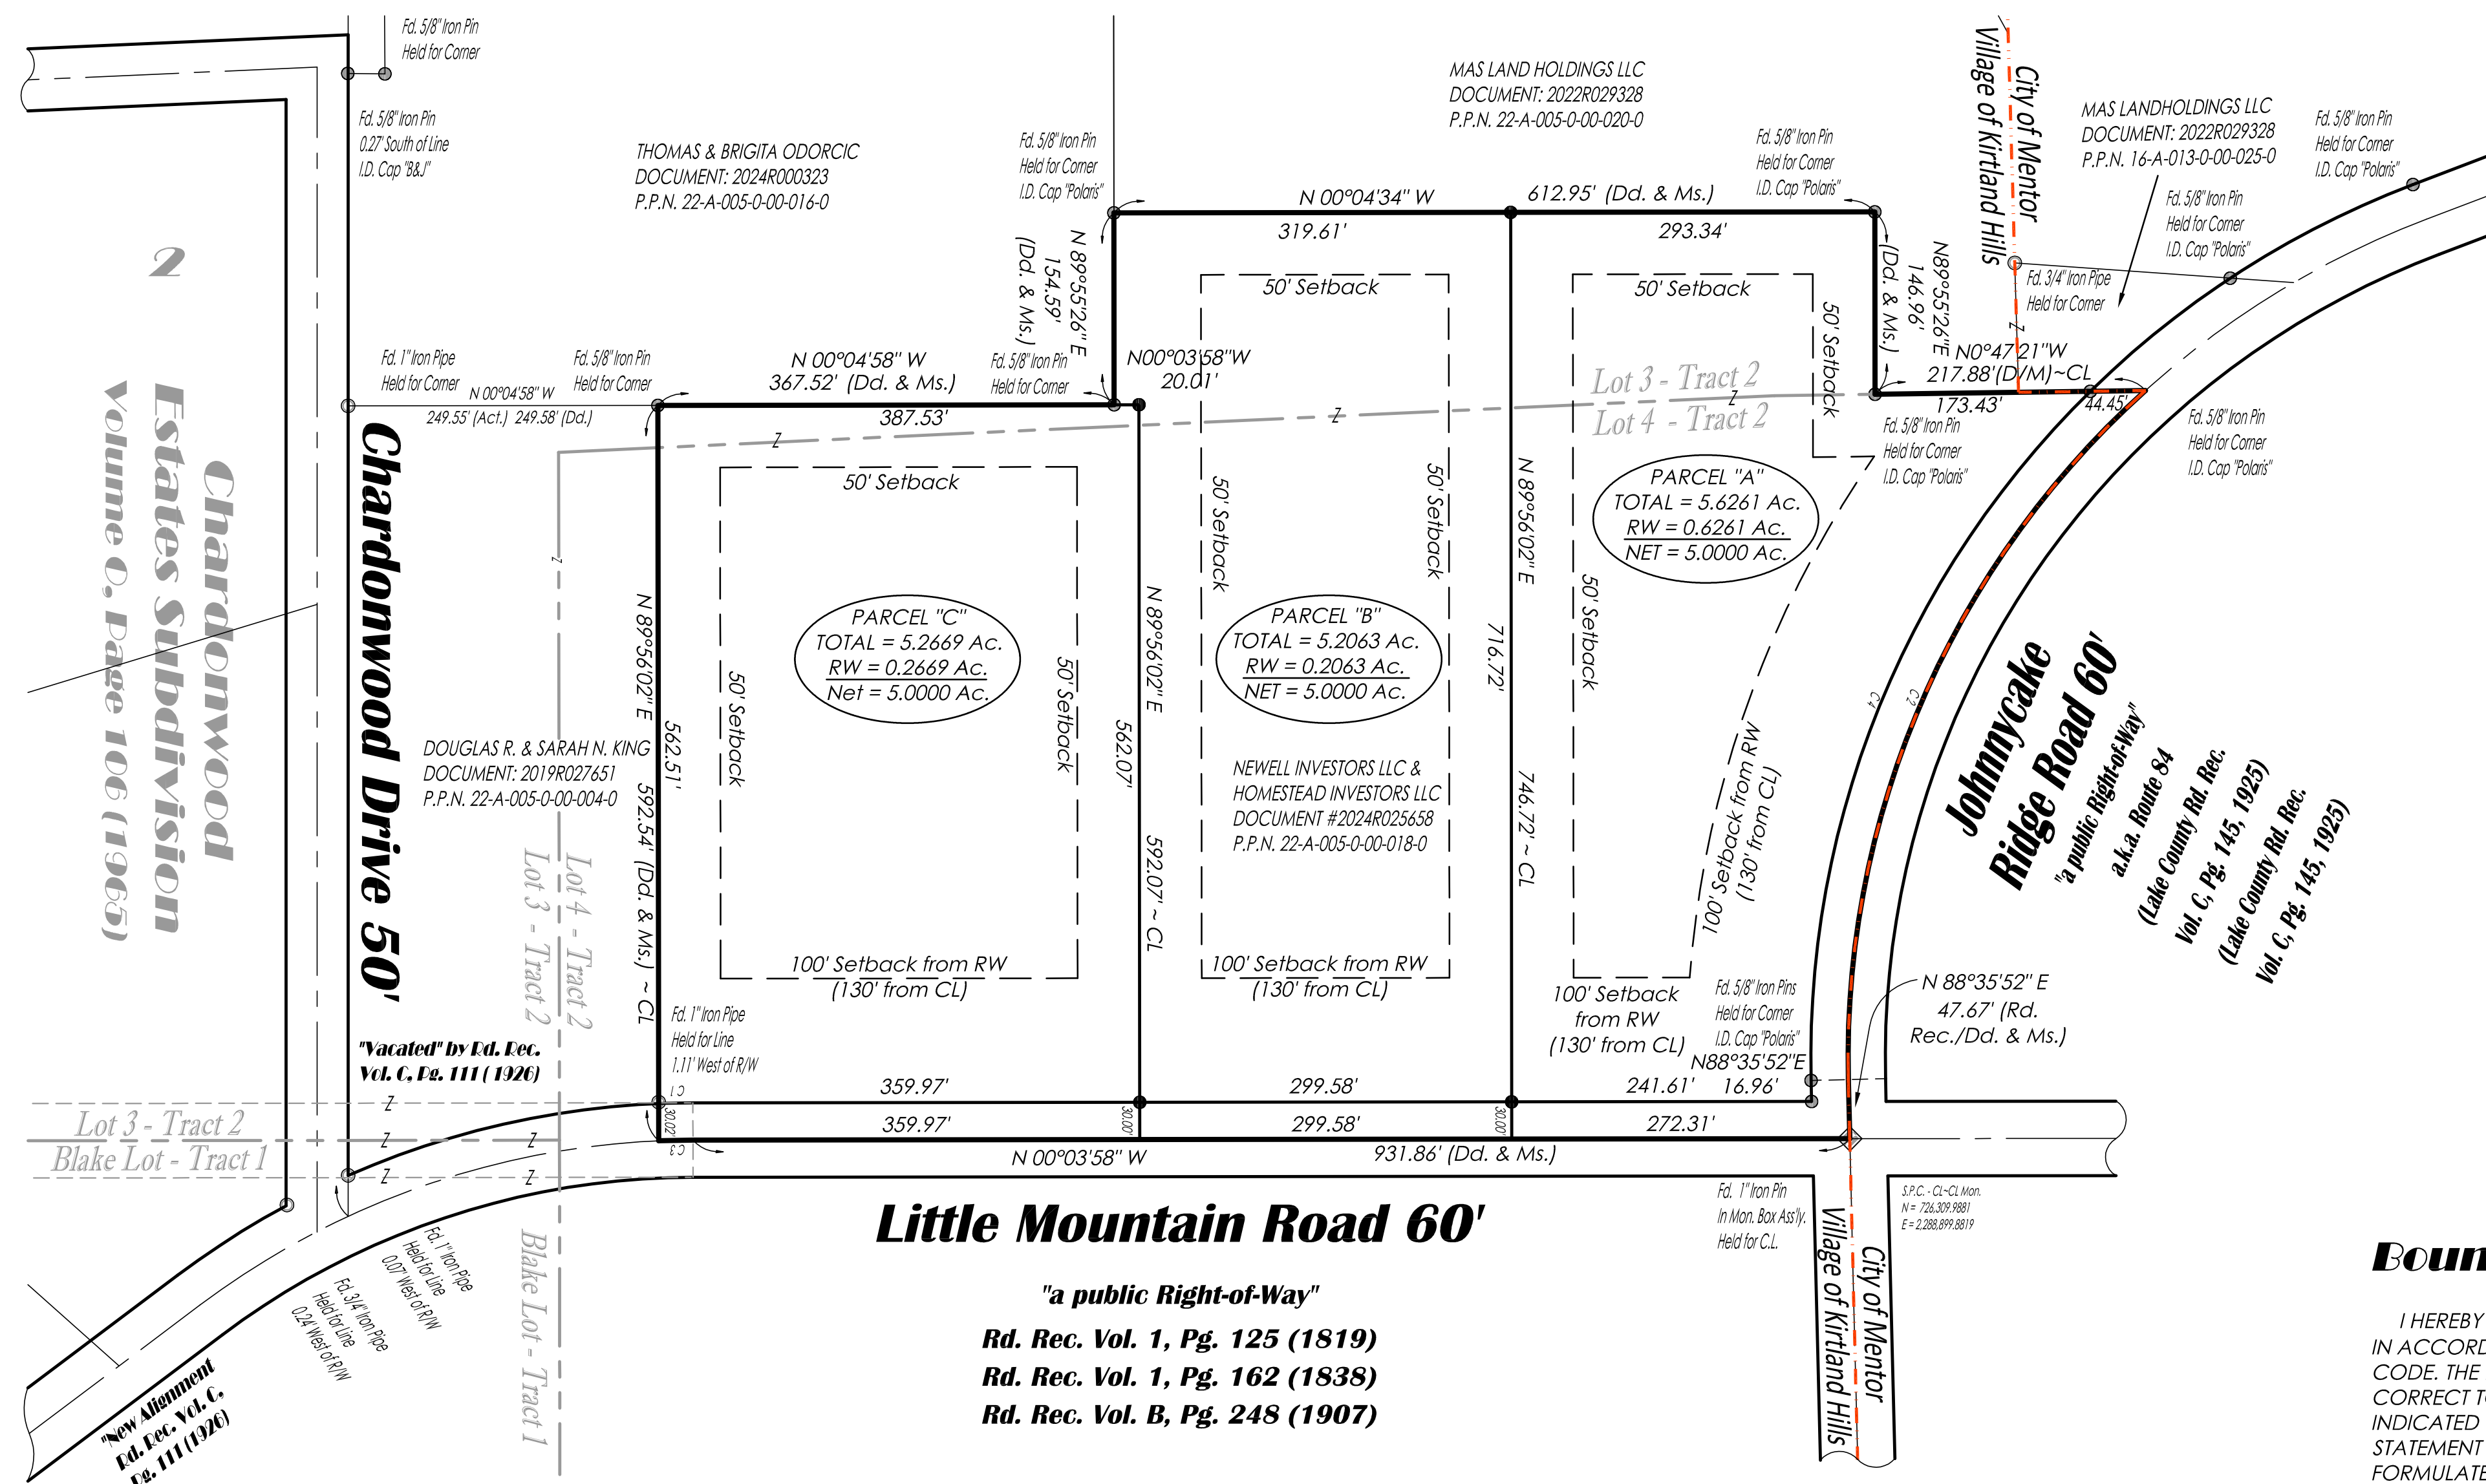 Fd. 5/8" Iron Pin
Held for Corner
Fd. 5/8" Iron Pin
0.27' South of Line
I.D. Cap "B&J"
THOMAS & BRIGITA ODORCIC
DOCUMENT: 2024R000323
P.P.N. 22-A-005-0-00-016-0
Fd. 5/8" Iron Pin
Held for Corner
I.D. Cap "Polaris"
MAS LAND HOLDINGS LLC
DOCUMENT: 2022R029328
P.P.N. 22-A-005-0-00-020-0
Fd. 5/8" Iron Pin
Held for Corner
I.D. Cap "Polaris"
City of Mentor
Village of Kirtland Hills
MAS LANDHOLDINGS LLC
DOCUMENT: 2022R029328
P.P.N. 16-A-013-0-00-025-0
Fd. 5/8" Iron Pin
Held for Corner
I.D. Cap "Polaris"
Fd. 5/8" Iron Pin
Held for Corner
I.D. Cap "Polaris"
Fd. 3/4" Iron Pipe
Held for Corner
N 00°04'34" W
612.95' (Dd. & Ms.)
319.61'
293.34'
N 89°55'26" E
154.59'
(Dd. & Ms.)
N89°55'26"E
146.96'
(Dd. & Ms.)
50' Setback
50' Setback
50' Setback
2
Chardonwood
Estates Subdivision
Volume O, Page 1006 (1965)
Chardonwood Drive 50'
Fd. 1" Iron Pipe
Held for Corner
Fd. 5/8" Iron Pin
Held for Corner
N 00°04'58" W
249.55' (Act.) 249.58' (Dd.)
N 00°04'58" W
367.52' (Dd. & Ms.)
387.53'
Fd. 5/8" Iron Pin
Held for Corner
N00°03'58"W
20.01'
Lot 3 - Tract 2
Lot 4 - Tract 2
N0°47'21"W
217.88'(D/M)~CL
173.43'
44.45'
Fd. 5/8" Iron Pin
Held for Corner
I.D. Cap "Polaris"
Fd. 5/8" Iron Pin
Held for Corner
I.D. Cap "Polaris"
Z
Z
Z
Z
Z
50' Setback
50' Setback
50' Setback
50' Setback
50' Setback
50' Setback
PARCEL "A"
TOTAL = 5.6261 Ac.
RW = 0.6261 Ac.
NET = 5.0000 Ac.
PARCEL "C"
TOTAL = 5.2669 Ac.
RW = 0.2669 Ac.
Net = 5.0000 Ac.
PARCEL "B"
TOTAL = 5.2063 Ac.
RW = 0.2063 Ac.
NET = 5.0000 Ac.
N 89°56'02" E
562.51'
592.54' (Dd. & Ms.) ~ CL
N 89°56'02" E
562.07'
592.07' ~ CL
N 89°56'02" E
716.72'
746.72' ~ CL
DOUGLAS R. & SARAH N. KING
DOCUMENT: 2019R027651
P.P.N. 22-A-005-0-00-004-0
NEWELL INVESTORS LLC &
HOMESTEAD INVESTORS LLC
DOCUMENT #2024R025658
P.P.N. 22-A-005-0-00-018-0
100' Setback from RW
(130' from CL)
C4
C2
Johnnycake
Ridge Road 60'
"a public Right-of-Way"
a.k.a. Route 84
(Lake County Rd. Rec.
Vol. C, Pg. 145, 1925)
(Lake County Rd. Rec.
Vol. C, Pg. 145, 1925)
Lot 4 - Tract 2
Lot 3 - Tract 2
100' Setback from RW
(130' from CL)
100' Setback from RW
(130' from CL)
100' Setback
from RW
(130' from CL)
Fd. 5/8" Iron Pins
Held for Corner
I.D. Cap "Polaris"
N88°35'52"E
16.96'
N 88°35'52" E
47.67' (Rd.
Rec./Dd. & Ms.)
Fd. 1" Iron Pipe
Held for Line
1.11' West of R/W
"Vacated" by Rd. Rec.
Vol. C, Pg. 111 ( 1926)
Lot 3 - Tract 2
Blake Lot - Tract 1
Z
Z
Z
Z
Z
C1
C3
30.02'
30.00'
30.00'
359.97'
299.58'
241.61'
359.97'
299.58'
272.31'
N 00°03'58" W
931.86' (Dd. & Ms.)
Little Mountain Road 60'
"a public Right-of-Way"
Rd. Rec. Vol. 1, Pg. 125 (1819)
Rd. Rec. Vol. 1, Pg. 162 (1838)
Rd. Rec. Vol. B, Pg. 248 (1907)
Fd. 1" Iron Pin
In Mon. Box Ass'ly.
Held for C.L.
S.P.C. - CL~CL Mon.
N = 726,309.9881
E = 2,288,899.8819
City of Mentor
Village of Kirtland Hills
Blake Lot - Tract 1
Fd. 1" Iron Pipe
Held for Line
0.07' West of R/W
Fd. 3/4" Iron Pipe
Held for Line
0.24' West of R/W
"New Alignment
Rd. Rec. Vol. C,
Pg. 111 (1926)
Boun
I HEREBY
IN ACCORD
CODE. THE
CORRECT TO
INDICATED
STATEMENT
FORMULATE